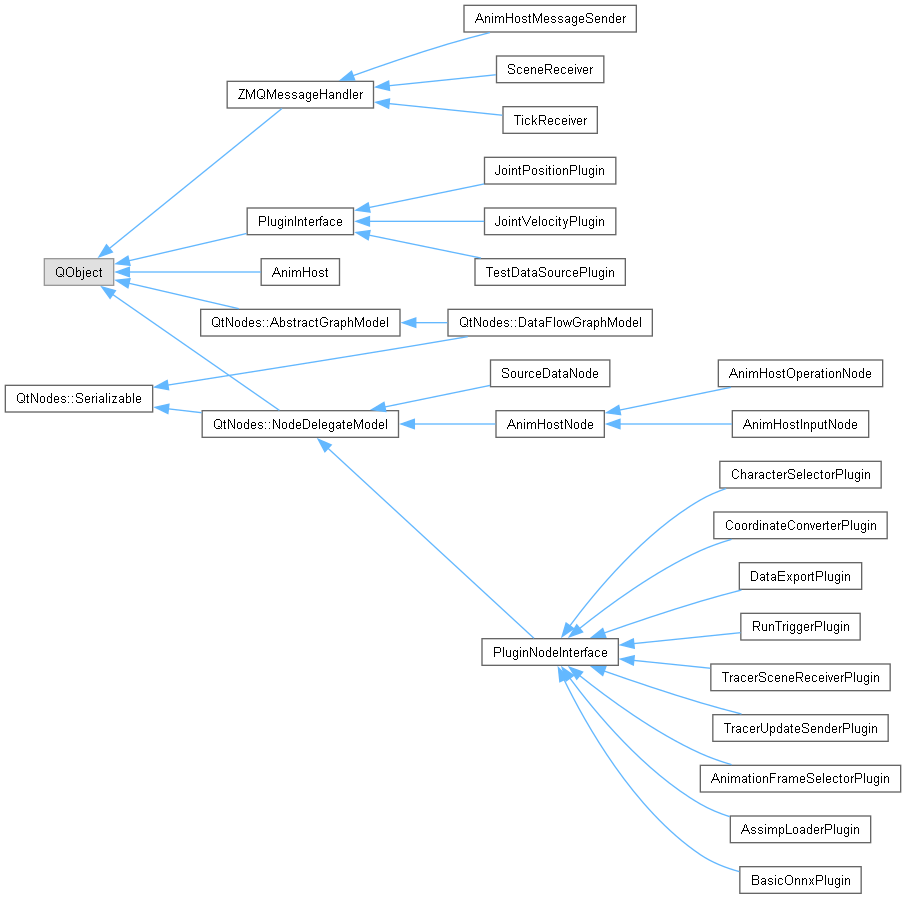 AnimHostMessageSender
SceneReceiver
ZMQMessageHandler
TickReceiver
JointPositionPlugin
PluginInterface
JointVelocityPlugin
QObject
AnimHost
TestDataSourcePlugin
QtNodes::AbstractGraphModel
QtNodes::DataFlowGraphModel
SourceDataNode
AnimHostOperationNode
QtNodes::Serializable
QtNodes::NodeDelegateModel
AnimHostNode
AnimHostInputNode
CharacterSelectorPlugin
CoordinateConverterPlugin
DataExportPlugin
RunTriggerPlugin
PluginNodeInterface
TracerSceneReceiverPlugin
TracerUpdateSenderPlugin
AnimationFrameSelectorPlugin
AssimpLoaderPlugin
BasicOnnxPlugin